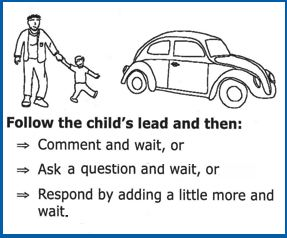 Follow the child's lead and then:
⇒ Comment and wait, or
⇒ Ask a question and wait, or
⇒ Respond by adding a little more and
wait.